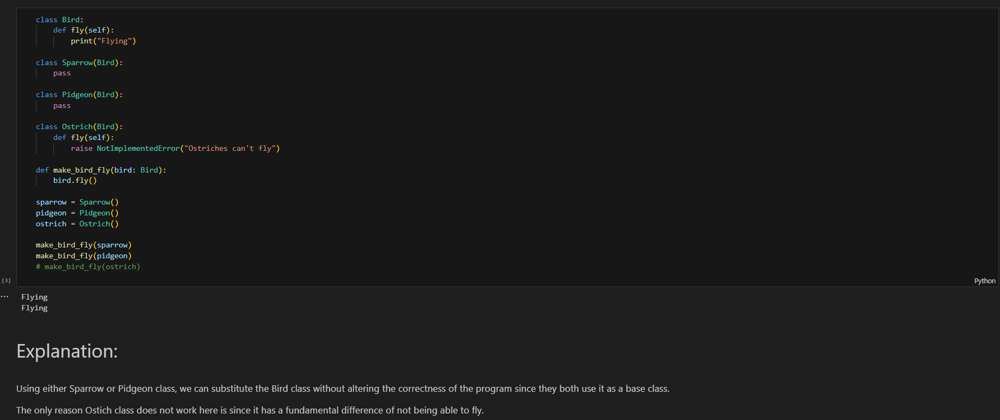 class Bird:
    def fly(self):
        print("Flying")
class Sparrow(Bird):
    pass
class Pidgeon(Bird):
    pass
class Ostrich(Bird):
    def fly(self):
        raise NotImplementedError("Ostriches can't fly")
def make_bird_fly(bird: Bird):
    bird.fly()
sparrow = Sparrow()
pidgeon = Pidgeon()
ostrich = Ostrich()
make_bird_fly(sparrow)
make_bird_fly(pidgeon)
# make_bird_fly(ostrich)
[3]
Python
...
Flying
Flying
Explanation:
Using either Sparrow or Pidgeon class, we can substitute the Bird class without altering the correctness of the program since they both use it as a base class.
The only reason Ostich class does not work here is since it has a fundamental difference of not being able to fly.